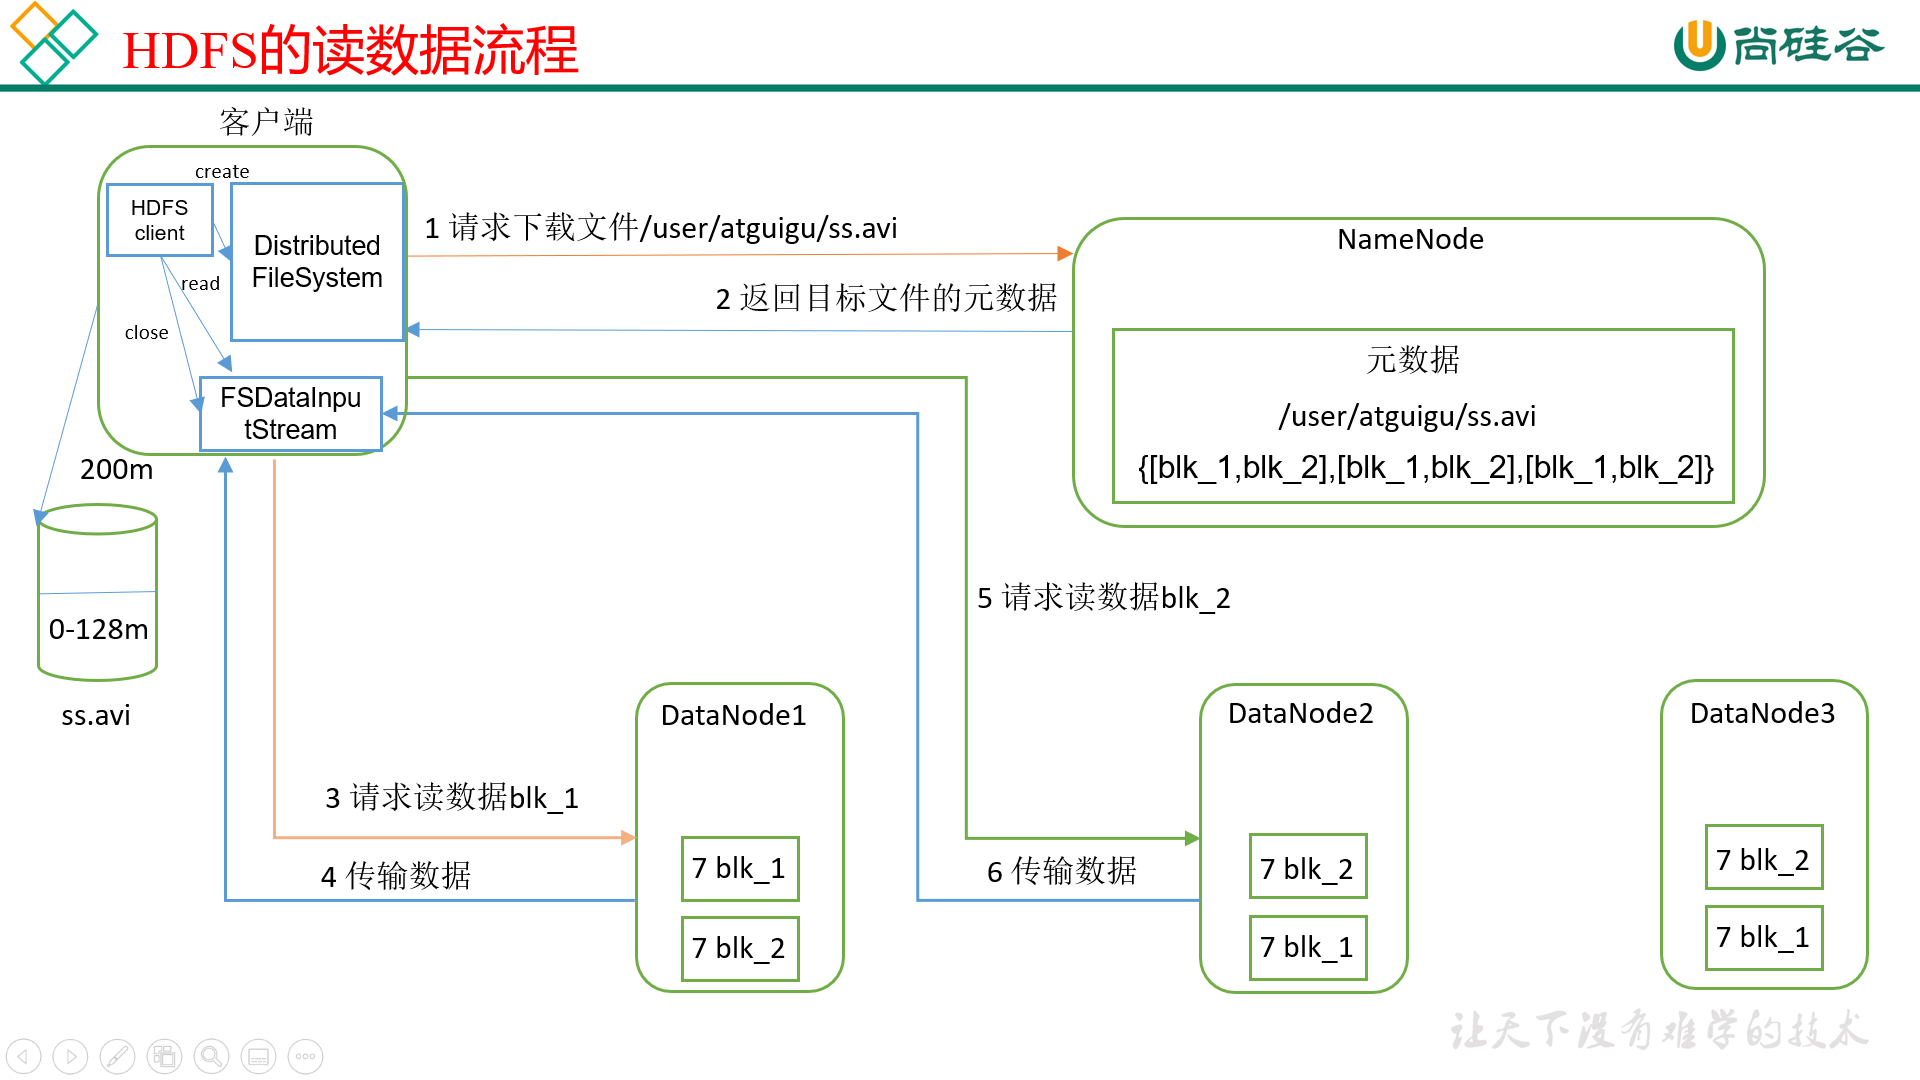 HDFS的读数据流程
尚硅谷
客户端
create
HDFS
client
Distributed
FileSystem
read
close
FSDataInpu
tStream
1 请求下载文件/user/atguigu/ss.avi
2 返回目标文件的元数据
NameNode
元数据
/user/atguigu/ss.avi
{[blk_1,blk_2],[blk_1,blk_2],[blk_1,blk_2]}
200m
0-128m
ss.avi
5 请求读数据blk_2
3 请求读数据blk_1
4 传输数据
6 传输数据
DataNode1
7 blk_1
7 blk_2
DataNode2
7 blk_2
7 blk_1
DataNode3
7 blk_2
7 blk_1
让天下没有难学的技术